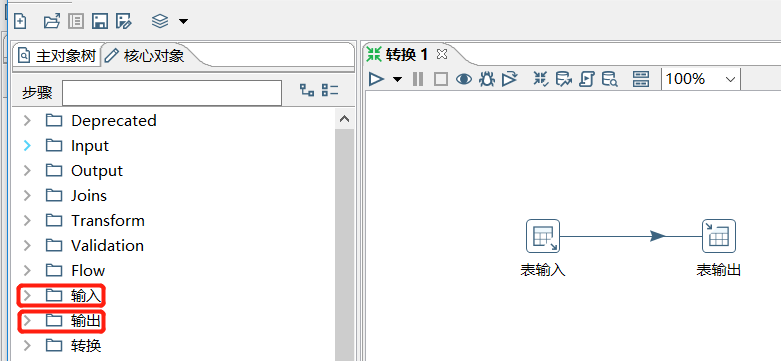 主对象树 核心对象
转换 1
步骤
100%
Deprecated
Input
Output
Joins
Transform
Validation
Flow
输入
输出
转换
表输入 表输出